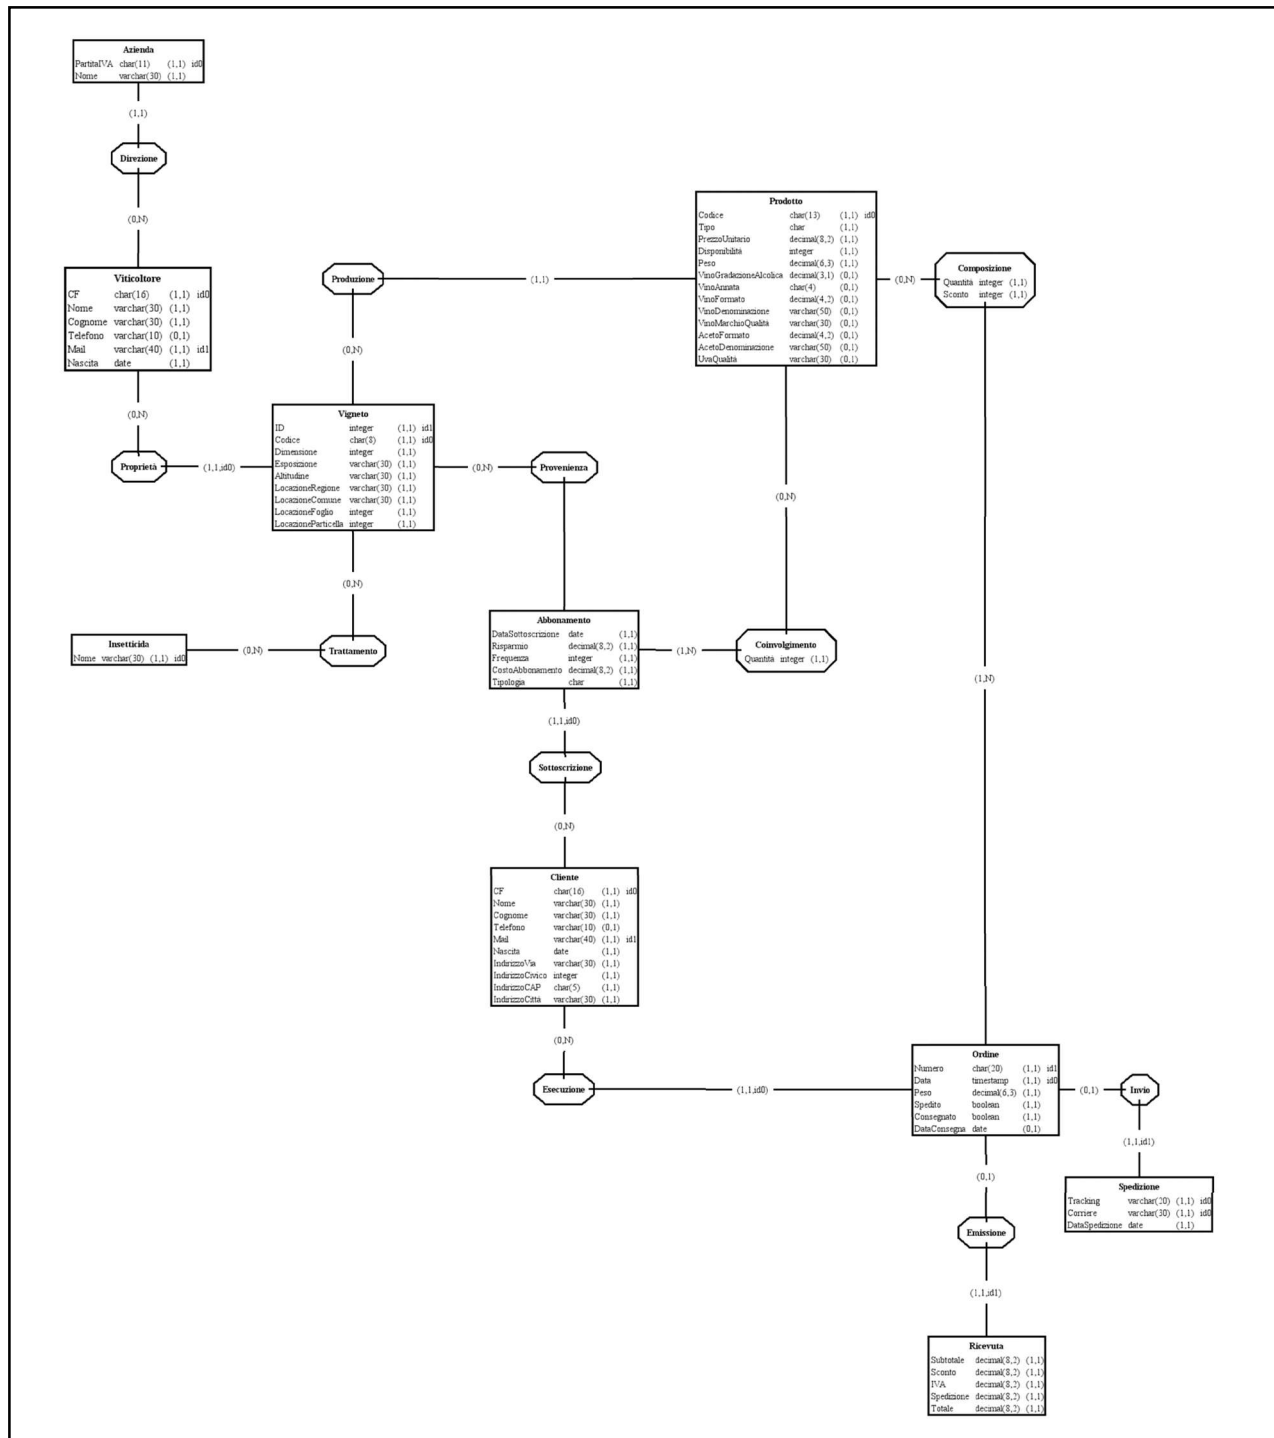 Azienda
PartitaIVA char(11) (1,1) id0
Nome varchar(30) (1,1)
(1,1)
Direzione
(0,N)
Viticoltore
CF char(16) (1,1) id0
Nome varchar(30) (1,1)
Cognome varchar(30) (1,1)
Telefono varchar(10) (0,1)
Mail varchar(40) (1,1) id1
Nascita date (1,1)
(0,N)
Proprietà
(1,1,id0)
Produzione
(1,1)
(0,N)
Prodotto
Codice char(13) (1,1) id0
Tipo char (1,1)
PrezzoUnitario decimal(8,2) (1,1)
Disponibilità integer (1,1)
Peso decimal(6,3) (1,1)
VinoGradazioneAlcolica decimal(3,1) (0,1)
VinoAnnata char(4) (0,1)
VinoFormato decimal(4,2) (0,1)
VinoDenominazione varchar(50) (0,1)
VinoMarchioQualità varchar(30) (0,1)
AcetoFormato decimal(4,2) (0,1)
AcetoDenominazione varchar(50) (0,1)
UvaQualità varchar(30) (0,1)
(0,N)
Composizione
Quantità integer (1,1)
Sconto integer (1,1)
Vigneto
ID integer (1,1) id1
Codice char(8) (1,1) id0
Dimensione integer (1,1)
Esposizione varchar(30) (1,1)
Altitudine varchar(30) (1,1)
LocazioneRegione varchar(30) (1,1)
LocazioneComune varchar(30) (1,1)
LocazioneFoglio integer (1,1)
LocazioneParticella integer (1,1)
(0,N)
Provenienza
(0,N)
(0,N)
Insetticida
Nome varchar(30) (1,1) id0
(0,N)
Trattamento
Abbonamento
DataSottoscrizione date (1,1)
Risparmio decimal(8,2) (1,1)
Frequenza integer (1,1)
CostoAbbonamento decimal(8,2) (1,1)
Tipologia char (1,1)
(1,N)
Coinvolgimento
Quantità integer (1,1)
(1,N)
(1,1,id0)
Sottoscrizione
(0,N)
Cliente
CF char(16) (1,1) id0
Nome varchar(30) (1,1)
Cognome varchar(30) (1,1)
Telefono varchar(10) (0,1)
Mail varchar(40) (1,1) id1
Nascita date (1,1)
IndirizzoVia varchar(30) (1,1)
IndirizzoCivico integer (1,1)
IndirizzoCAP char(5) (1,1)
IndirizzoCittà varchar(30) (1,1)
(0,N)
Esecuzione
(1,1,id0)
Ordine
Numero char(20) (1,1) id1
Data timestamp (1,1) id0
Peso decimal(6,3) (1,1)
Spedito boolean (1,1)
Consegnato boolean (1,1)
DataConsegna date (0,1)
(0,1)
Invio
(1,1,id1)
Spedizione
Tracking varchar(20) (1,1) id0
Corriere varchar(30) (1,1) id0
DataSpedizione date (1,1)
(0,1)
Emissione
(1,1,id1)
Ricevuta
Subtotale decimal(8,2) (1,1)
Sconto decimal(8,2) (1,1)
IVA decimal(8,2) (1,1)
Spedizione decimal(8,2) (1,1)
Totale decimal(8,2) (1,1)